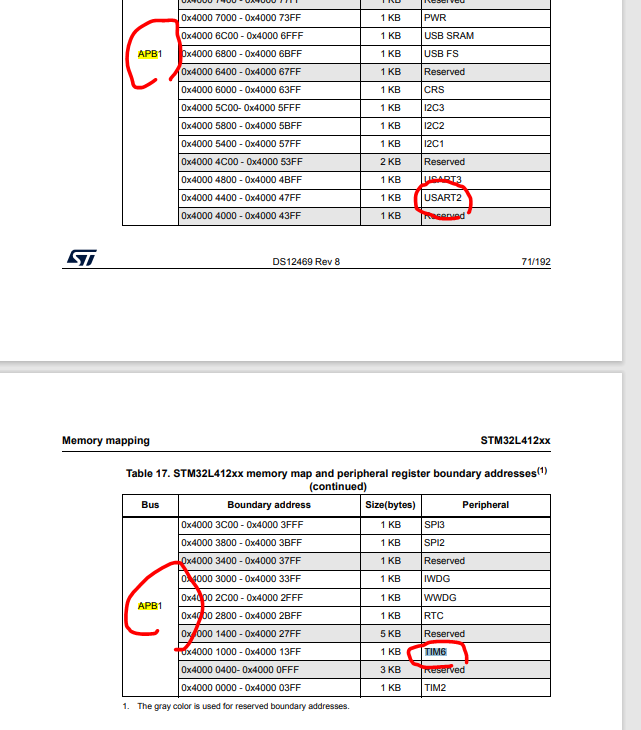 0x4000 7400 - 0x4000 77FF 1 KB Reserved
0x4000 7000 - 0x4000 73FF 1 KB PWR
0x4000 6C00 - 0x4000 6FFF 1 KB USB SRAM
APB1 0x4000 6800 - 0x4000 6BFF 1 KB USB FS
0x4000 6400 - 0x4000 67FF 1 KB Reserved
0x4000 6000 - 0x4000 63FF 1 KB CRS
0x4000 5C00- 0x4000 5FFF 1 KB I2C3
0x4000 5800 - 0x4000 5BFF 1 KB I2C2
0x4000 5400 - 0x4000 57FF 1 KB I2C1
0x4000 4C00 - 0x4000 53FF 2 KB Reserved
0x4000 4800 - 0x4000 4BFF 1 KB USART3
0x4000 4400 - 0x4000 47FF 1 KB USART2
0x4000 4000 - 0x4000 43FF 1 KB Reserved
ST DS12469 Rev 8 71/192
Memory mapping STM32L412xx
Table 17. STM32L412xx memory map and peripheral register boundary addresses(1)
(continued)
Bus Boundary address Size(bytes) Peripheral
0x4000 3C00 - 0x4000 3FFF 1 KB SPI3
0x4000 3800 - 0x4000 3BFF 1 KB SPI2
0x4000 3400 - 0x4000 37FF 1 KB Reserved
0x4000 3000 - 0x4000 33FF 1 KB IWDG
0x4000 2C00 - 0x4000 2FFF 1 KB WWDG
APB1 0x4000 2800 - 0x4000 2BFF 1 KB RTC
0x4000 1400 - 0x4000 27FF 5 KB Reserved
0x4000 1000 - 0x4000 13FF 1 KB TIM6
0x4000 0400- 0x4000 0FFF 3 KB Reserved
0x4000 0000 - 0x4000 03FF 1 KB TIM2
1. The gray color is used for reserved boundary addresses.